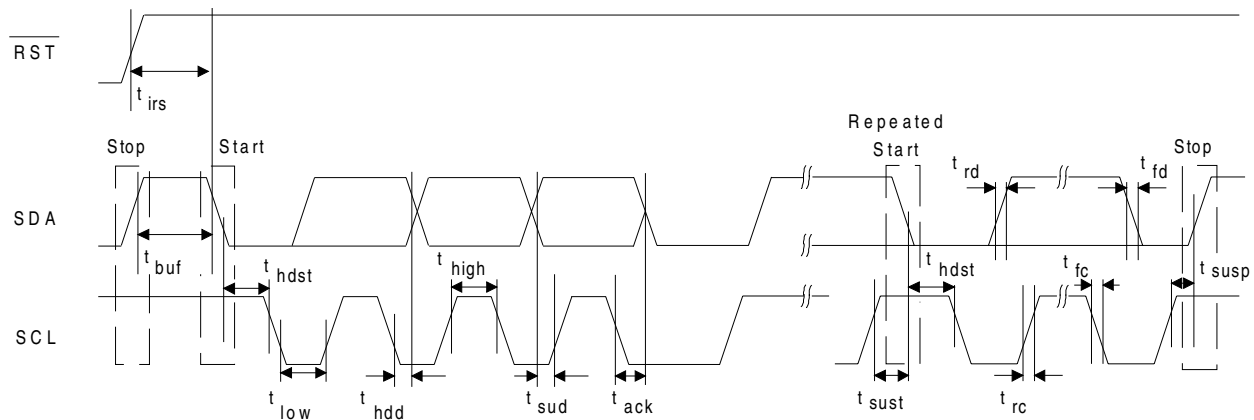 RST
t irs
Repeated
Stop
Start
Start
Stop
t rd
t fd
SDA
t buf
t hdst
t high
t hdst
t fc
t susp
SCL
t low
t hdd
t sud
t ack
t sust
t rc